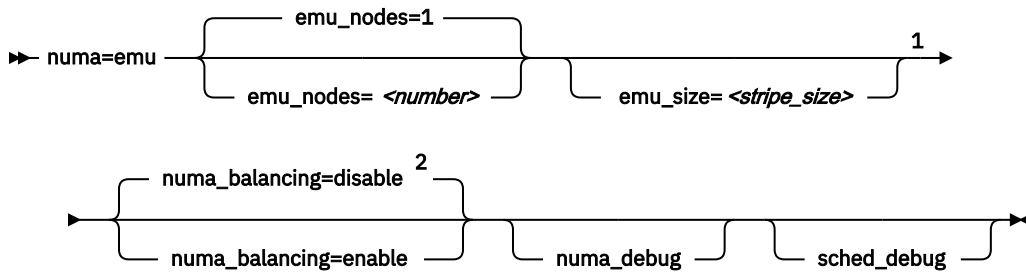 emu_nodes=1
numa=emu
emu_nodes= <number>
emu_size= <stripe_size>
1
numa_balancing=disable 2
numa_balancing=enable
numa_debug
sched_debug